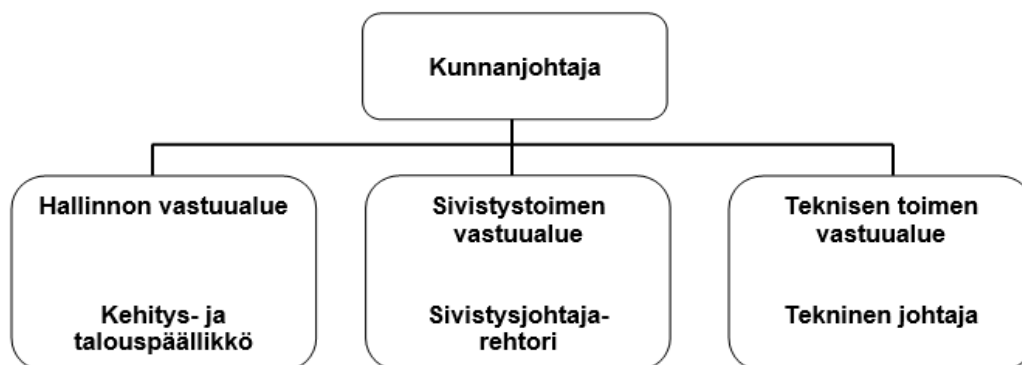 Kunnanjohtaja
Hallinnon vastuualue
Kehitys- ja
talouspäällikkö
Sivistystoimen
vastuualue
Sivistysjohtaja-
rehtori
Teknisen toimen
vastuualue
Tekninen johtaja